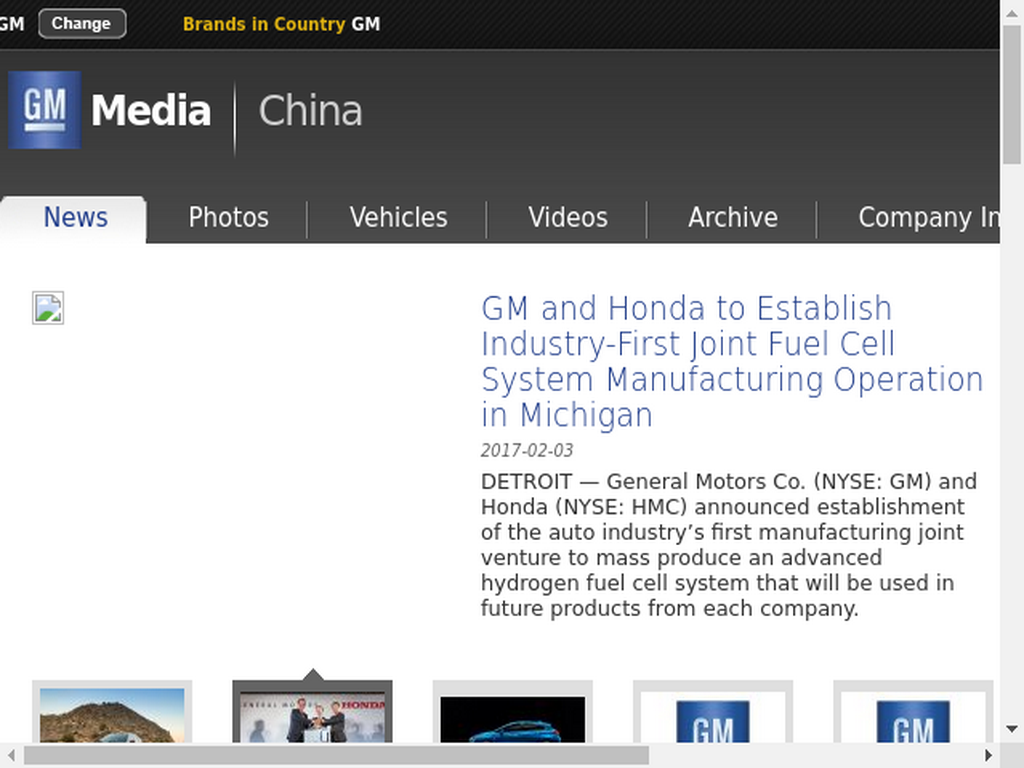 GM Change Brands in Country GM
GM Media China
News Photos Vehicles Videos Archive Company In
GM and Honda to Establish
Industry-First Joint Fuel Cell
System Manufacturing Operation
in Michigan
2017-02-03
DETROIT — General Motors Co. (NYSE: GM) and
Honda (NYSE: HMC) announced establishment
of the auto industry’s first manufacturing joint
venture to mass produce an advanced
hydrogen fuel cell system that will be used in
future products from each company.
HONDA
GM GM